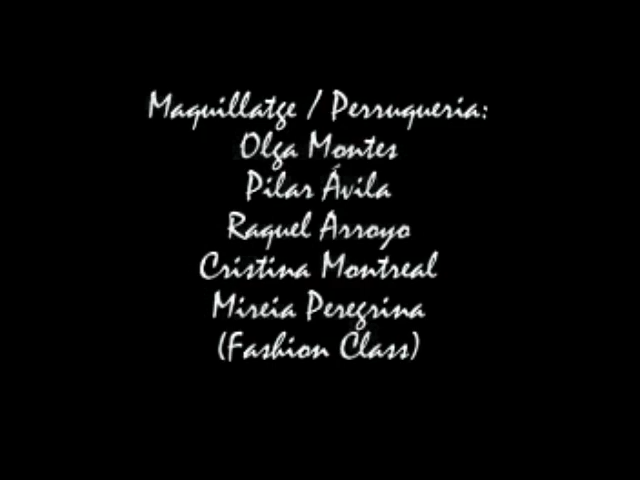 Maquillatge / Perruqueria:
Olga Montes
Pilar Ávila
Raquel Arroyo
Cristina Montreal
Mireia Peregrina
(Fashion Class)